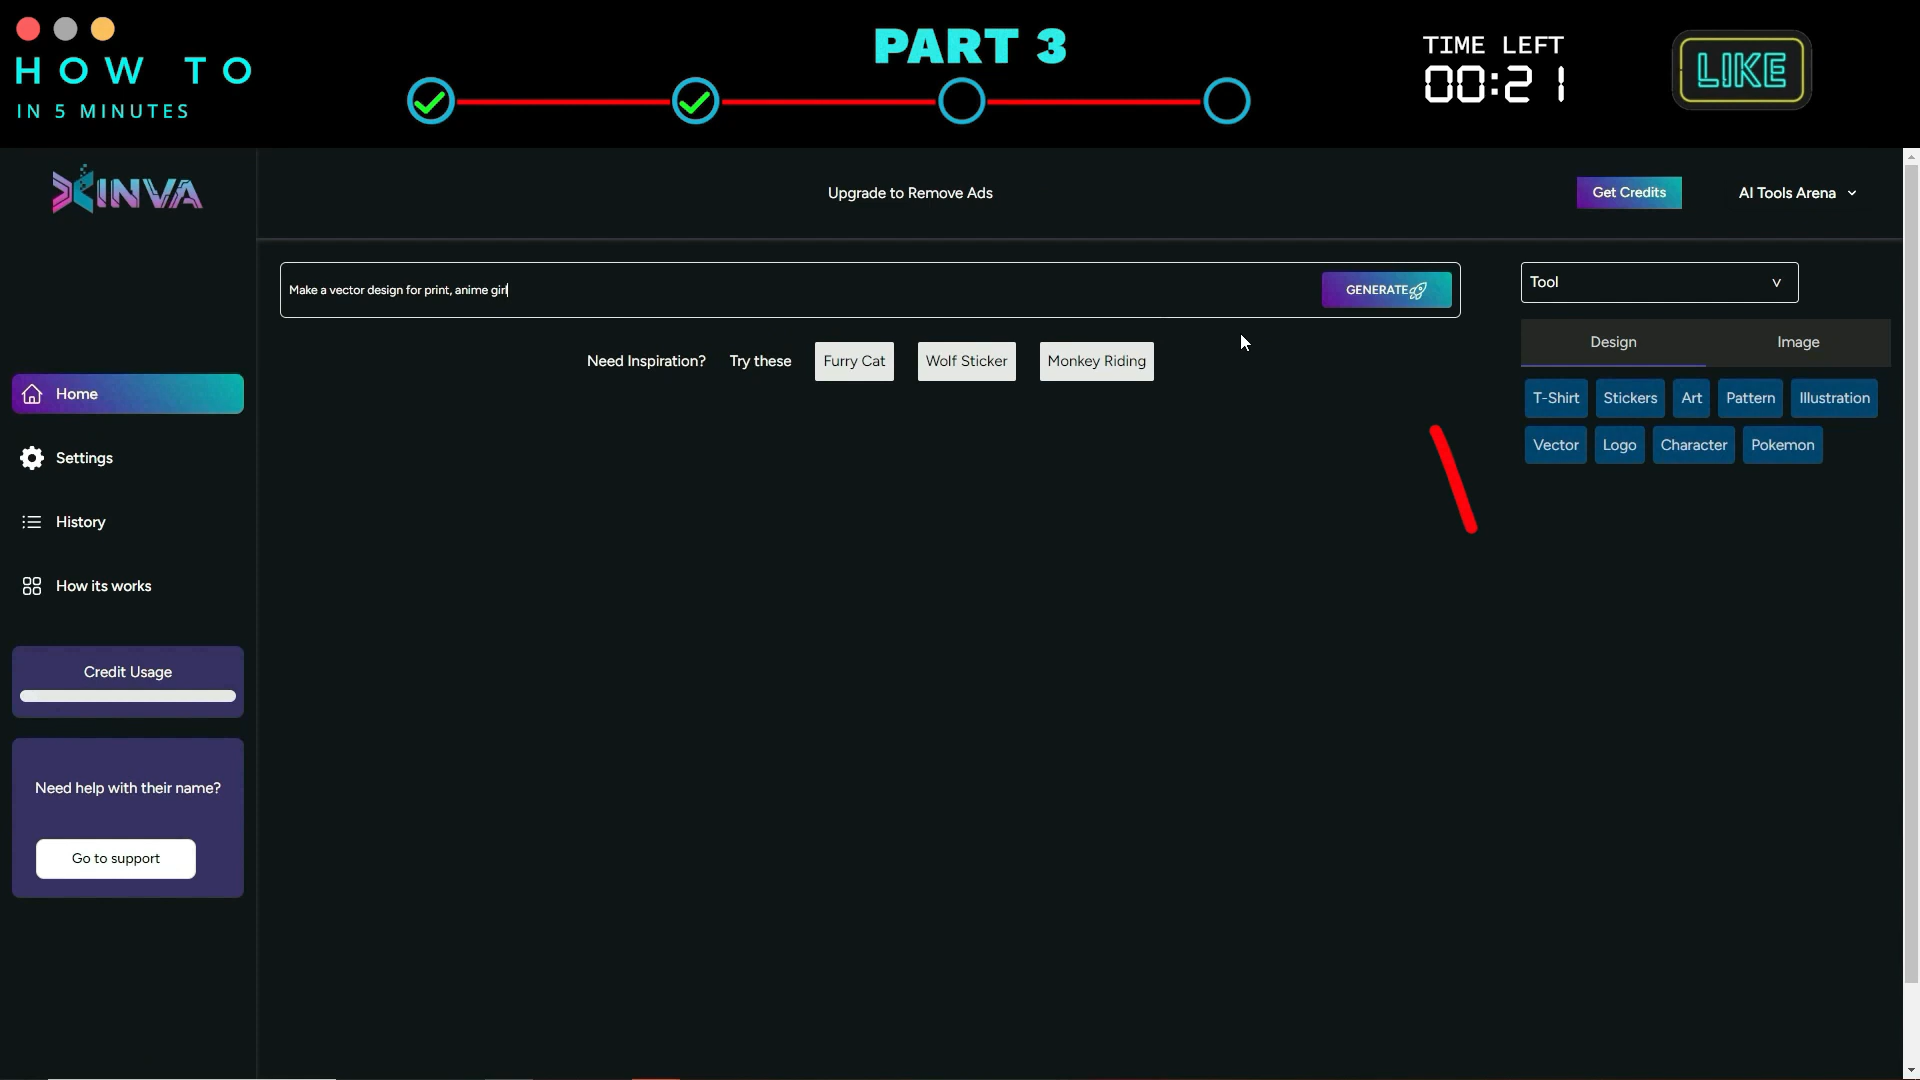 HOW TO
IN 5 MINUTES
PART 3
TIME LEFT
00:21
LIKE
XINVA
Upgrade to Remove Ads
Get Credits
AI Tools Arena
Make a vector design for print, anime girl
GENERATE
Tool
Need Inspiration? Try these Furry Cat Wolf Sticker Monkey Riding
Design Image
T-Shirt Stickers Art Pattern Illustration
Vector Logo Character Pokemon
Home
Settings
History
How its works
Credit Usage
Need help with their name?
Go to support